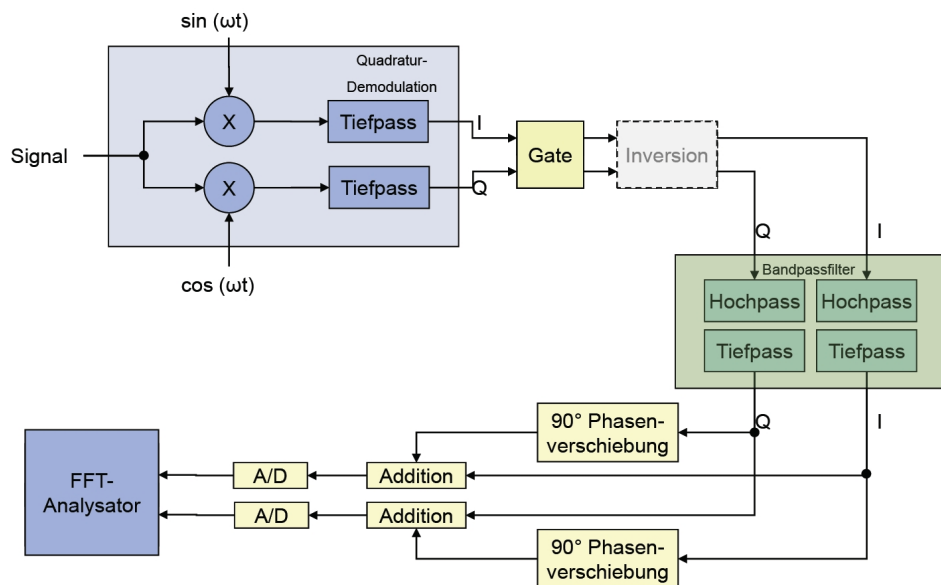 sin (ωt)
Quadratur-
Demodulation
X
Tiefpass
I
Signal
Gate
Inversion
X
Tiefpass
Q
cos (ωt)
Q
I
Bandpassfilter
Hochpass
Hochpass
Tiefpass
Tiefpass
Q
I
90° Phasen-
verschiebung
FFT-
Analysator
A/D
Addition
A/D
Addition
90° Phasen-
verschiebung